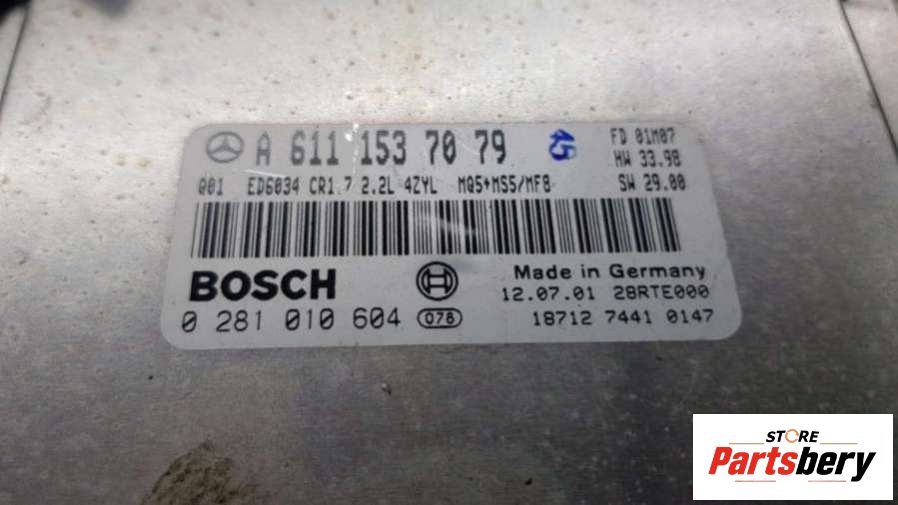 A 611 153 70 79 15 FD 01M07
HW 33.98
Q01 ED6034 CR1.7 2.2L 4ZYL MQ5+MS5/MF8 SW 29.00
BOSCH
Made in Germany
12.07.01 28RTE000
0 281 010 604 078
18712 7441 0147
STORE
Partsbery